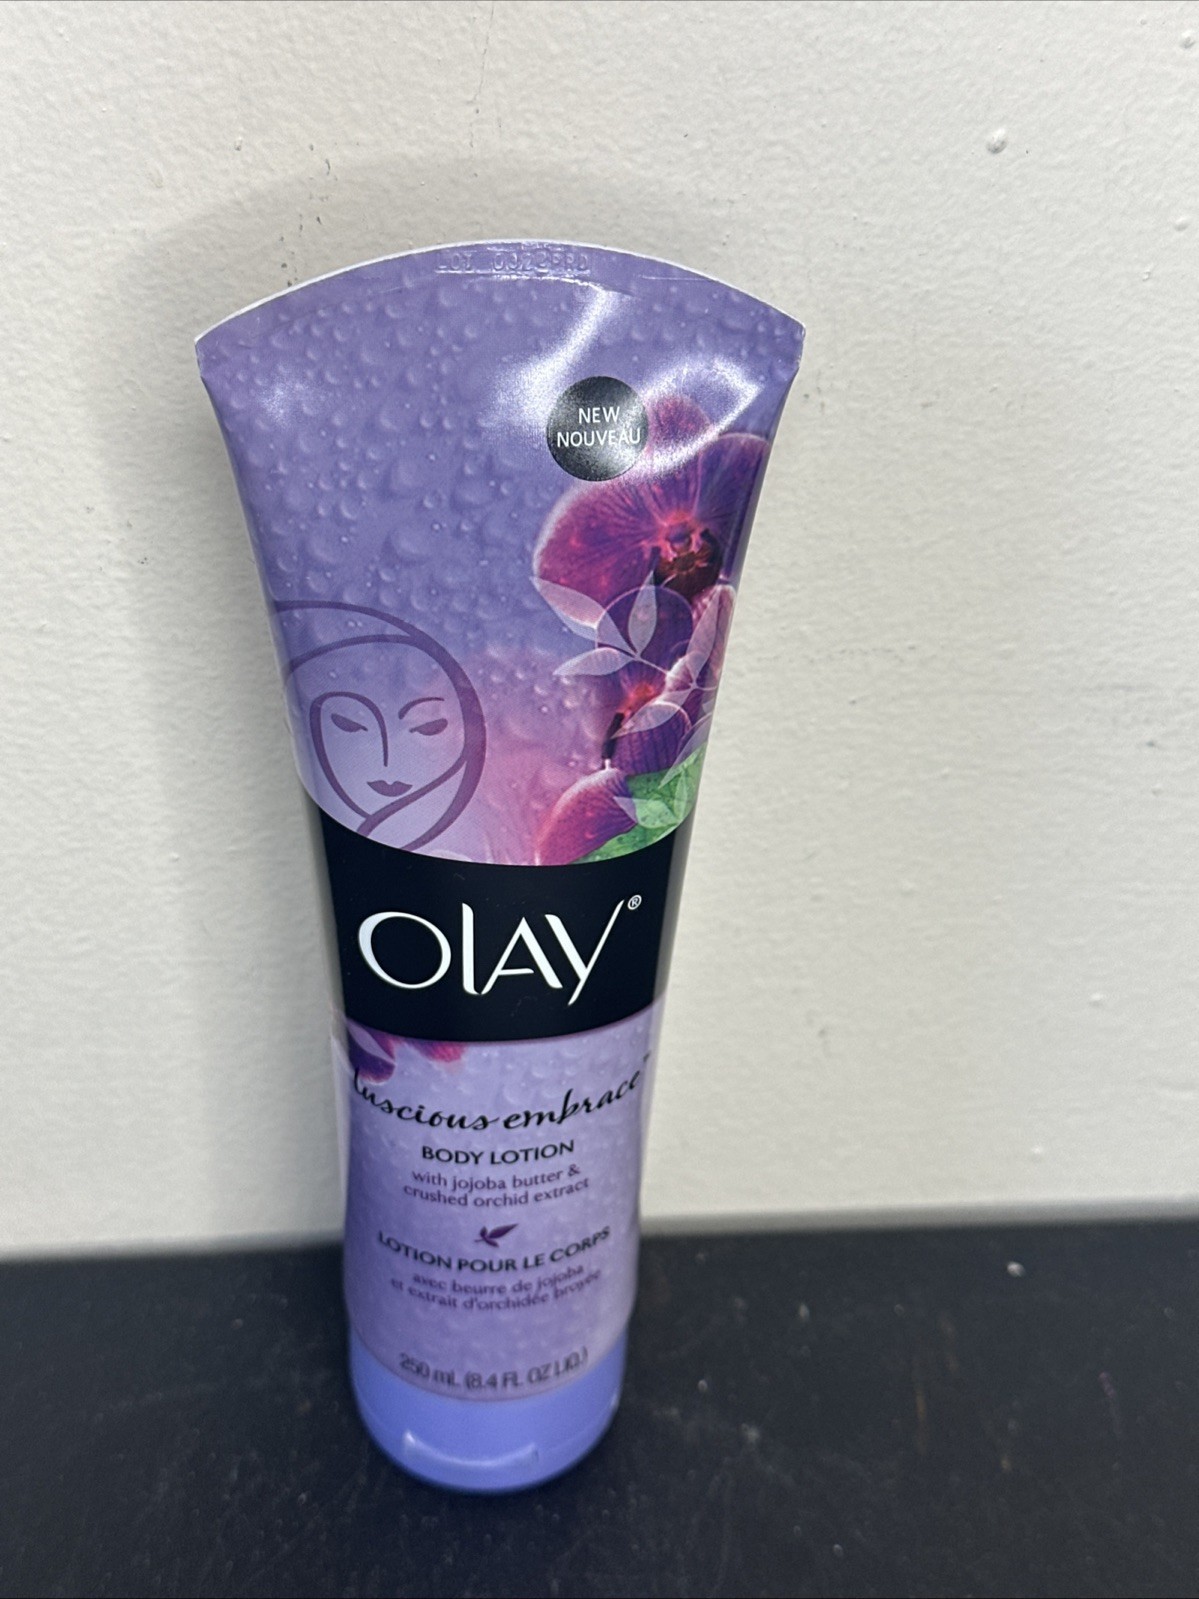 NEW
NOUVEAU
OLAY®
luscious embrace™
BODY LOTION
with jojoba butter &
crushed orchid extract
LOTION POUR LE CORPS
avec beurre de jojoba
et extrait d'orchidée broyée
250 mL (8.4 FL OZ LIQ.)